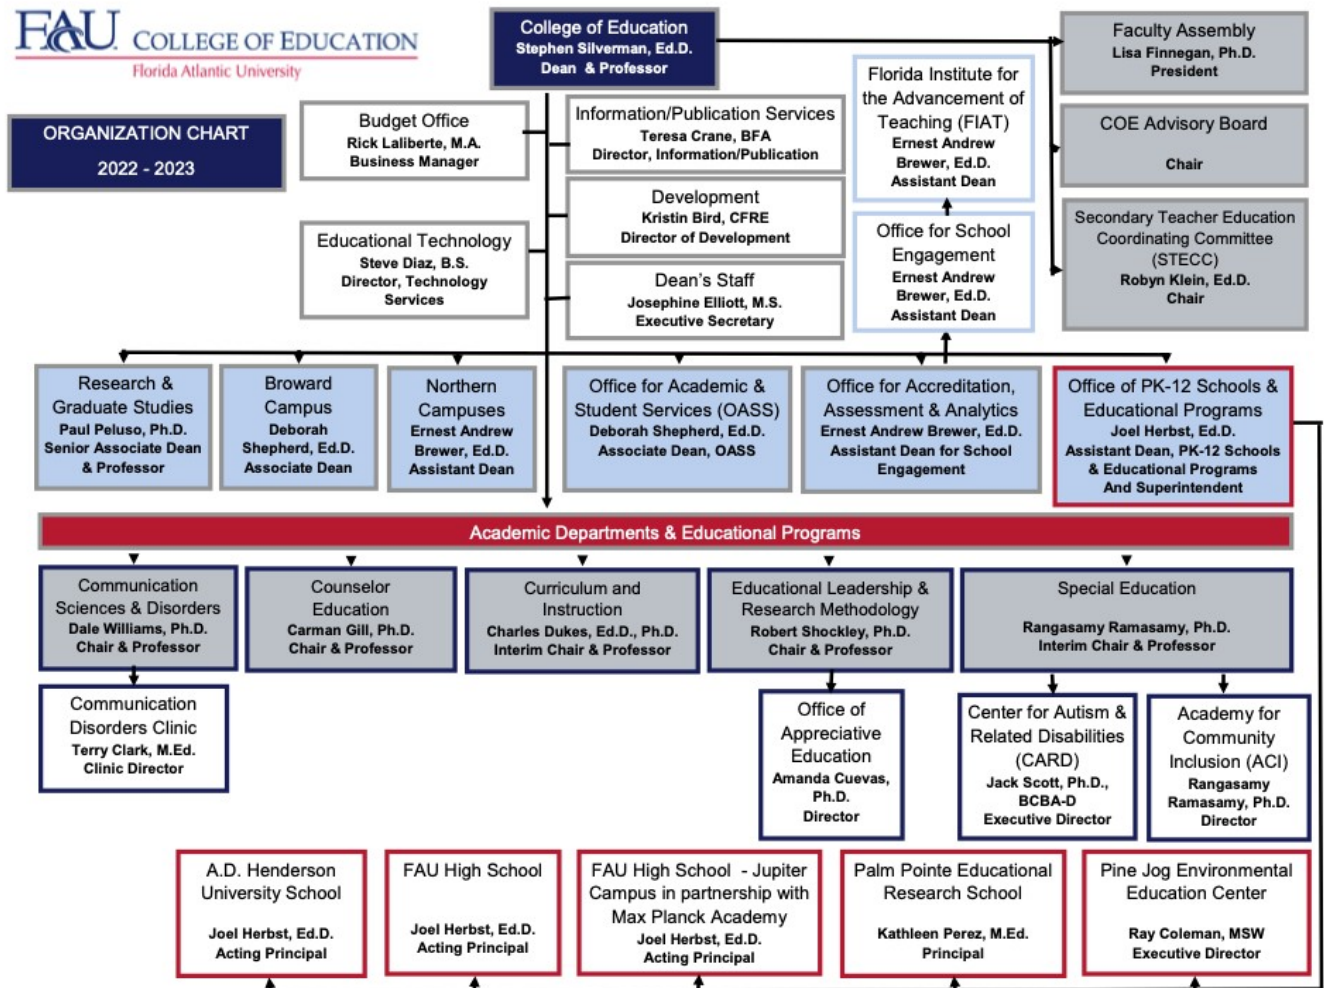 FAU COLLEGE OF EDUCATION
Florida Atlantic University
ORGANIZATION CHART
2022 - 2023
College of Education
Stephen Silverman, Ed.D.
Dean & Professor
Faculty Assembly
Lisa Finnegan, Ph.D.
President
COE Advisory Board
Chair
Secondary Teacher Education
Coordinating Committee
(STECC)
Robyn Klein, Ed.D.
Chair
Budget Office
Rick Laliberte, M.A.
Business Manager
Information/Publication Services
Teresa Crane, BFA
Director, Information/Publication
Development
Kristin Bird, CFRE
Director of Development
Educational Technology
Steve Diaz, B.S.
Director, Technology
Services
Dean's Staff
Josephine Elliott, M.S.
Executive Secretary
Florida Institute for
the Advancement of
Teaching (FIAT)
Ernest Andrew
Brewer, Ed.D.
Assistant Dean
Office for School
Engagement
Ernest Andrew
Brewer, Ed.D.
Assistant Dean
Research &
Graduate Studies
Paul Peluso, Ph.D.
Senior Associate Dean
& Professor
Broward
Campus
Deborah
Shepherd, Ed.D.
Associate Dean
Northern
Campuses
Ernest Andrew
Brewer, Ed.D.
Assistant Dean
Office for Academic &
Student Services (OASS)
Deborah Shepherd, Ed.D.
Associate Dean, OASS
Office for Accreditation,
Assessment & Analytics
Ernest Andrew Brewer, Ed.D.
Assistant Dean for School
Engagement
Office of PK-12 Schools &
Educational Programs
Joel Herbst, Ed.D.
Assistant Dean, PK-12 Schools
& Educational Programs
And Superintendent
Academic Departments & Educational Programs
Communication
Sciences & Disorders
Dale Williams, Ph.D.
Chair & Professor
Counselor
Education
Carman Gill, Ph.D.
Chair & Professor
Curriculum and
Instruction
Charles Dukes, Ed.D., Ph.D.
Interim Chair & Professor
Educational Leadership &
Research Methodology
Robert Shockley, Ph.D.
Chair & Professor
Special Education
Rangasamy Ramasamy, Ph.D.
Interim Chair & Professor
Communication
Disorders Clinic
Terry Clark, M.Ed.
Clinic Director
Office of
Appreciative
Education
Amanda Cuevas,
Ph.D.
Director
Center for Autism &
Related Disabilities
(CARD)
Jack Scott, Ph.D.,
BCBA-D
Executive Director
Academy for
Community
Inclusion (ACI)
Rangasamy
Ramasamy, Ph.D.
Director
A.D. Henderson
University School
Joel Herbst, Ed.D.
Acting Principal
FAU High School
Joel Herbst, Ed.D.
Acting Principal
FAU High School - Jupiter
Campus in partnership with
Max Planck Academy
Joel Herbst, Ed.D.
Acting Principal
Palm Pointe Educational
Research School
Kathleen Perez, M.Ed.
Principal
Pine Jog Environmental
Education Center
Ray Coleman, MSW
Executive Director